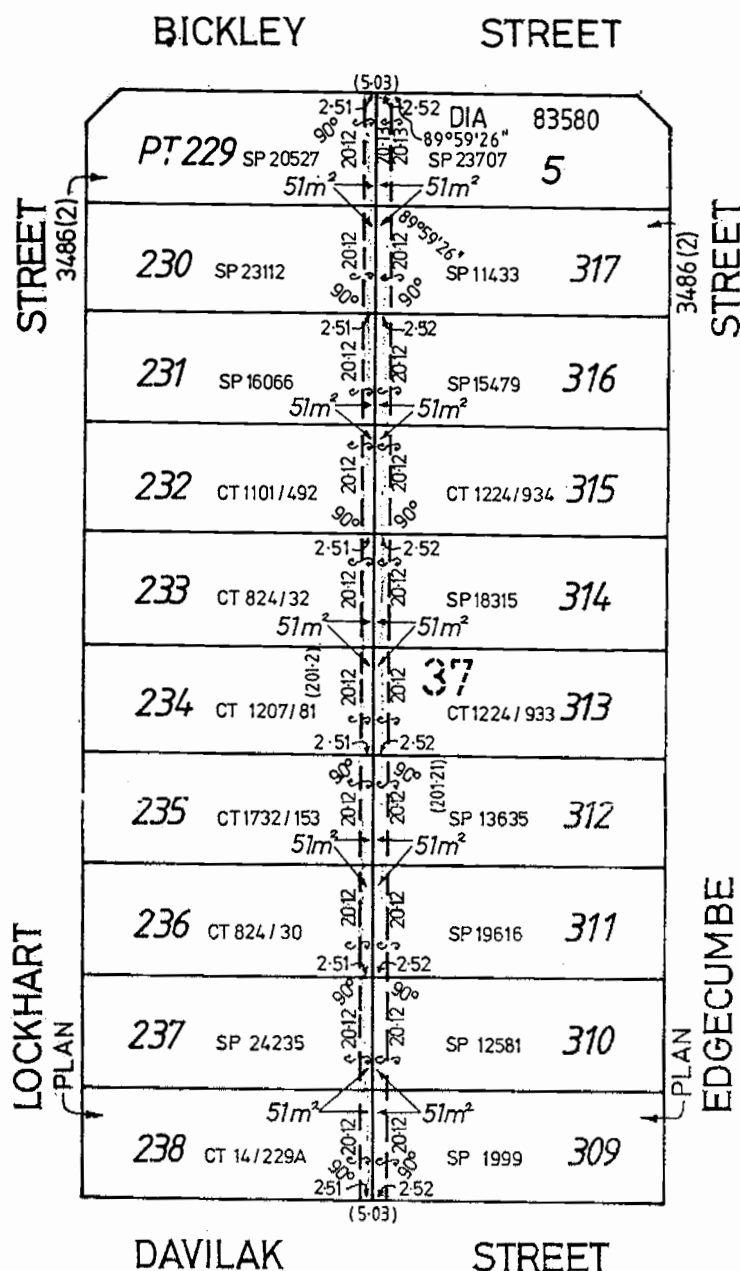 BICKLEY STREET
(5·03)
2·51 2·52 DIA 83580
90° 89°59'26"
PT 229 SP 20527 20·12 20·13 20·13 SP 23707 5
51m² 51m²
STREET 3486(2) 3486(2) STREET
89°59'26"
230 SP 23112 20·12 20·12 SP 11433 317
90° 90°
2·51 2·52
231 SP 16066 20·12 20·12 SP 15479 316
51m² 51m²
232 CT 1101/492 20·12 20·12 CT 1224/934 315
90° 90°
2·51 2·52
233 CT 824/32 20·12 20·12 SP 18315 314
51m² 51m²
(201·2) 37
234 CT 1207/81 20·12 20·12 CT 1224/933 313
2·51 2·52
90° 90° (201·21)
235 CT 1732/153 20·12 20·12 SP 13635 312
51m² 51m²
236 CT 824/30 20·12 20·12 SP 19616 311
2·51 2·52
90° 90°
237 SP 24235 20·12 20·12 SP 12581 310
LOCKHART PLAN PLAN EDGECUMBE
51m² 51m²
238 CT 14/229A 20·12 20·12 SP 1999 309
90° 90°
2·51 2·52
(5·03)
DAVILAK STREET